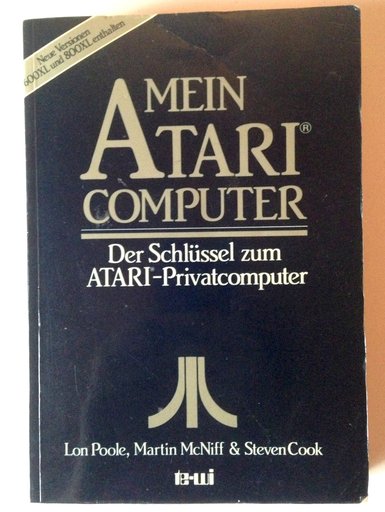 Neue Versionen
600XL und 800XL enthalten
MEIN
ATARI®
COMPUTER
Der Schlüssel zum
ATARI®-Privatcomputer
Lon Poole, Martin McNiff & Steven Cook
te-wi